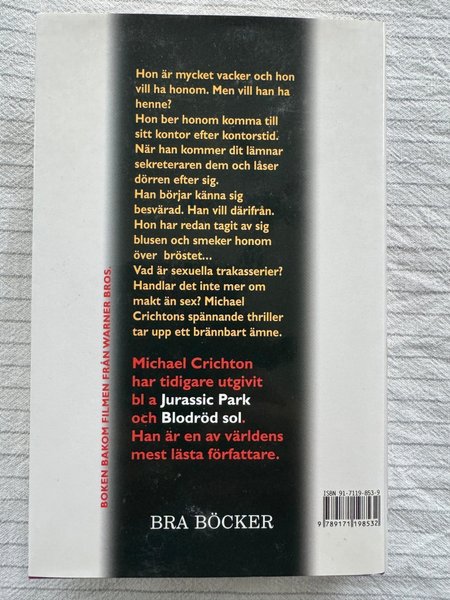 Hon är mycket vacker och hon
vill ha honom. Men vill han ha
henne?
Hon ber honom komma till
sitt kontor efter kontorstid.
När han kommer dit lämnar
sekreteraren dem och låser
dörren efter sig.
Han börjar känna sig
besvärad. Han vill därifrån.
Hon har redan tagit av sig
blusen och smeker honom
över bröstet...
Vad är sexuella trakasserier?
Handlar det inte mer om
makt än sex? Michael
Crichtons spännande thriller
tar upp ett brännbart ämne.
Michael Crichton
har tidigare utgivit
bl a Jurassic Park
och Blodröd sol.
Han är en av världens
mest lästa författare.
BRA BÖCKER
BOKEN BAKOM FILMEN FRÅN WARNER BROS.
ISBN 91-7119-853-9
9 789171 198532